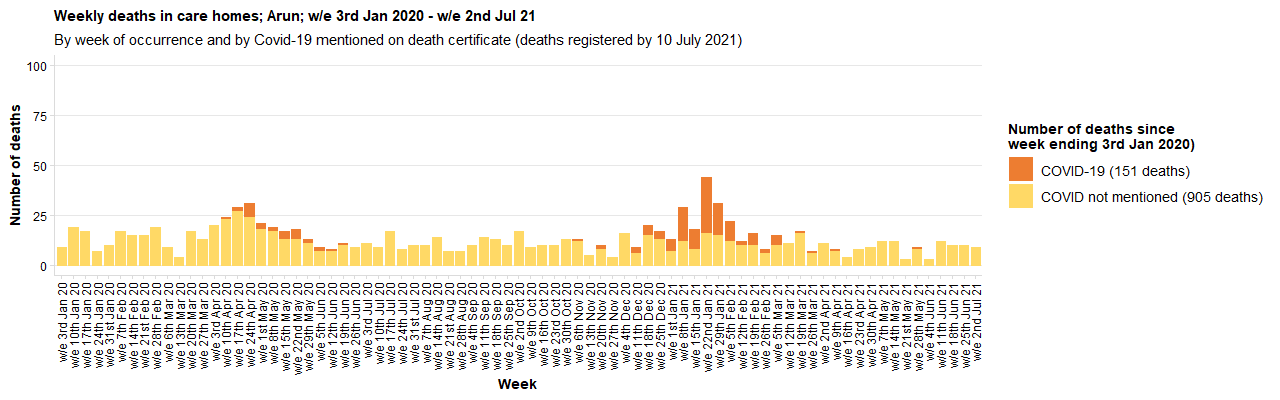 Weekly deaths in care homes; Arun; w/e 3rd Jan 2020 - w/e 2nd Jul 21
By week of occurrence and by Covid-19 mentioned on death certificate (deaths registered by 10 July 2021)
Number of deaths
100
75
50
25
0
w/e 3rd Jan 20
w/e 10th Jan 20
w/e 17th Jan 20
w/e 24th Jan 20
w/e 31st Jan 20
w/e 7th Feb 20
w/e 14th Feb 20
w/e 21st Feb 20
w/e 28th Feb 20
w/e 6th Mar 20
w/e 13th Mar 20
w/e 20th Mar 20
w/e 27th Mar 20
w/e 3rd Apr 20
w/e 10th Apr 20
w/e 17th Apr 20
w/e 24th Apr 20
w/e 1st May 20
w/e 8th May 20
w/e 15th May 20
w/e 22nd May 20
w/e 29th May 20
w/e 5th Jun 20
w/e 12th Jun 20
w/e 19th Jun 20
w/e 26th Jun 20
w/e 3rd Jul 20
w/e 10th Jul 20
w/e 17th Jul 20
w/e 24th Jul 20
w/e 31st Jul 20
w/e 7th Aug 20
w/e 14th Aug 20
w/e 21st Aug 20
w/e 28th Aug 20
w/e 4th Sep 20
w/e 11th Sep 20
w/e 18th Sep 20
w/e 25th Sep 20
w/e 2nd Oct 20
w/e 9th Oct 20
w/e 16th Oct 20
w/e 23rd Oct 20
w/e 30th Oct 20
w/e 6th Nov 20
w/e 13th Nov 20
w/e 20th Nov 20
w/e 27th Nov 20
w/e 4th Dec 20
w/e 11th Dec 20
w/e 18th Dec 20
w/e 25th Dec 20
w/e 1st Jan 21
w/e 8th Jan 21
w/e 15th Jan 21
w/e 22nd Jan 21
w/e 29th Jan 21
w/e 5th Feb 21
w/e 12th Feb 21
w/e 19th Feb 21
w/e 26th Feb 21
w/e 5th Mar 21
w/e 12th Mar 21
w/e 19th Mar 21
w/e 26th Mar 21
w/e 2nd Apr 21
w/e 9th Apr 21
w/e 16th Apr 21
w/e 23rd Apr 21
w/e 30th Apr 21
w/e 7th May 21
w/e 14th May 21
w/e 21st May 21
w/e 28th May 21
w/e 4th Jun 21
w/e 11th Jun 21
w/e 18th Jun 21
w/e 25th Jun 21
w/e 2nd Jul 21
Week
Number of deaths since
week ending 3rd Jan 2020)
COVID-19 (151 deaths)
COVID not mentioned (905 deaths)